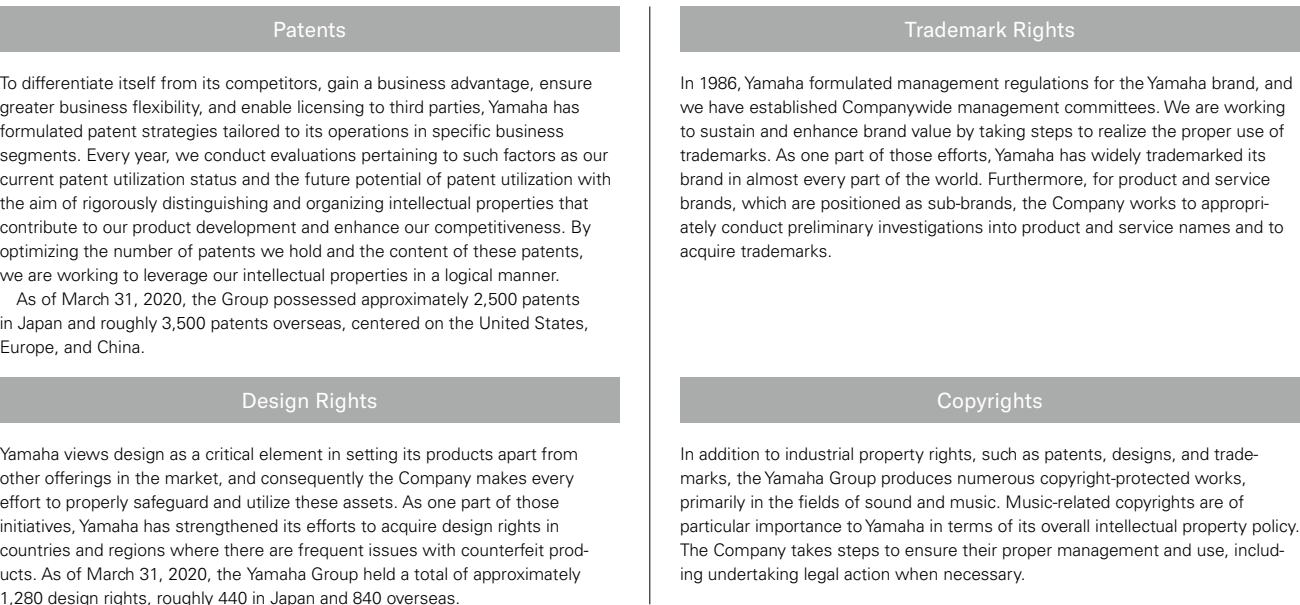 Patents
To differentiate itself from its competitors, gain a business advantage, ensure
greater business flexibility, and enable licensing to third parties, Yamaha has
formulated patent strategies tailored to its operations in specific business
segments. Every year, we conduct evaluations pertaining to such factors as our
current patent utilization status and the future potential of patent utilization with
the aim of rigorously distinguishing and organizing intellectual properties that
contribute to our product development and enhance our competitiveness. By
optimizing the number of patents we hold and the content of these patents,
we are working to leverage our intellectual properties in a logical manner.
As of March 31, 2020, the Group possessed approximately 2,500 patents
in Japan and roughly 3,500 patents overseas, centered on the United States,
Europe, and China.
Trademark Rights
In 1986, Yamaha formulated management regulations for the Yamaha brand, and
we have established Companywide management committees. We are working
to sustain and enhance brand value by taking steps to realize the proper use of
trademarks. As one part of those efforts, Yamaha has widely trademarked its
brand in almost every part of the world. Furthermore, for product and service
brands, which are positioned as sub-brands, the Company works to appropri-
ately conduct preliminary investigations into product and service names and to
acquire trademarks.
Design Rights
Yamaha views design as a critical element in setting its products apart from
other offerings in the market, and consequently the Company makes every
effort to properly safeguard and utilize these assets. As one part of those
initiatives, Yamaha has strengthened its efforts to acquire design rights in
countries and regions where there are frequent issues with counterfeit prod-
ucts. As of March 31, 2020, the Yamaha Group held a total of approximately
1,280 design rights, roughly 440 in Japan and 840 overseas.
Copyrights
In addition to industrial property rights, such as patents, designs, and trade-
marks, the Yamaha Group produces numerous copyright-protected works,
primarily in the fields of sound and music. Music-related copyrights are of
particular importance to Yamaha in terms of its overall intellectual property policy.
The Company takes steps to ensure their proper management and use, includ-
ing undertaking legal action when necessary.